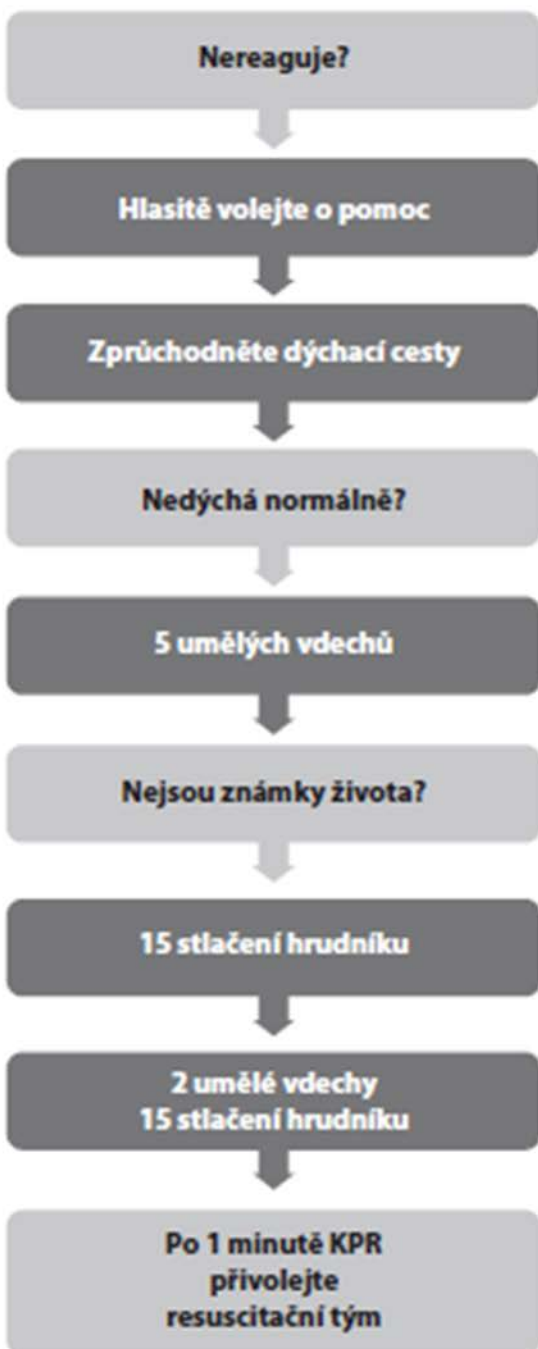 Nereaguje?
Hlasitě volejte o pomoc
Zprůchodněte dýchací cesty
Nedýchá normálně?
5 umělých vdechů
Nejsou známky života?
15 stlačení hrudníku
2 umělé vdechy
15 stlačení hrudníku
Po 1 minutě KPR
přivolejte
resuscitační tým